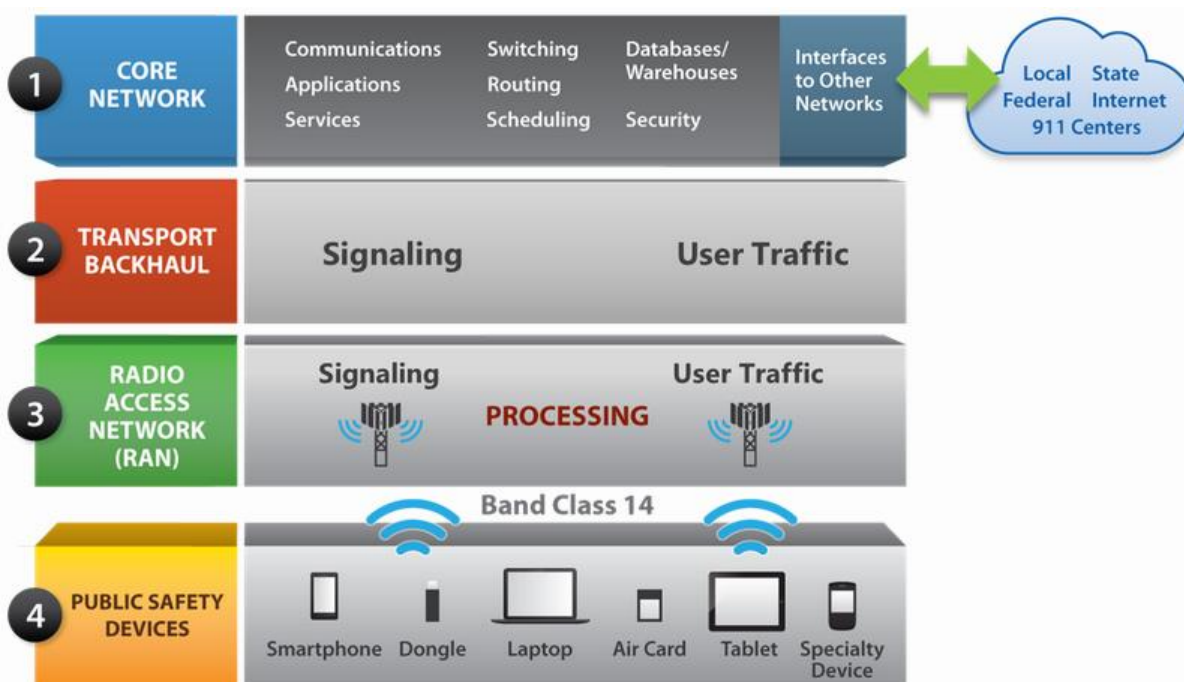 1
CORE
NETWORK
Communications
Applications
Services
Switching
Routing
Scheduling
Databases/
Warehouses
Security
Interfaces
to Other
Networks
Local State
Federal Internet
911 Centers
2
TRANSPORT
BACKHAUL
Signaling
User Traffic
3
RADIO
ACCESS
NETWORK
(RAN)
Signaling
PROCESSING
User Traffic
Band Class 14
4
PUBLIC SAFETY
DEVICES
Smartphone
Dongle
Laptop
Air Card
Tablet
Specialty
Device